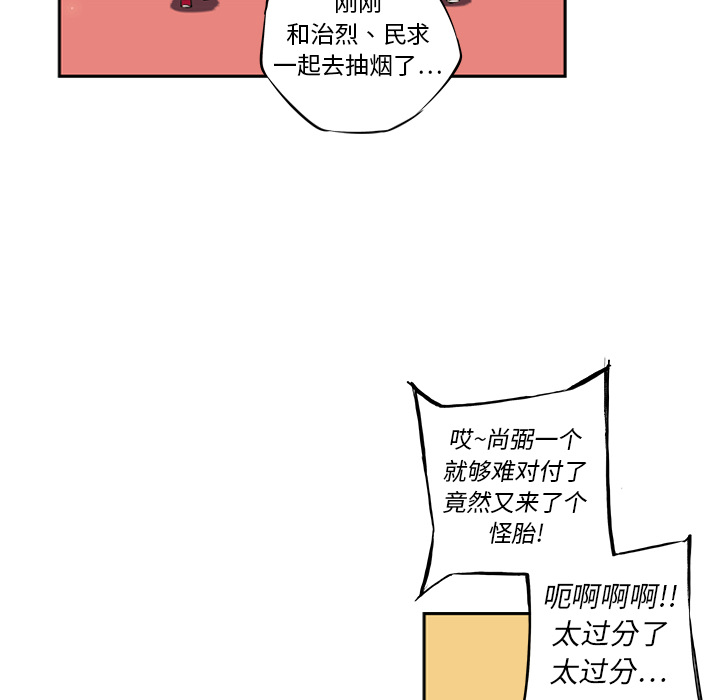 刚刚
和治烈、民求
一起去抽烟了...
哎~尚弼一个
就够难对付了
竟然又来了个
怪胎!
呃啊啊啊!!
太过分了
太过分...